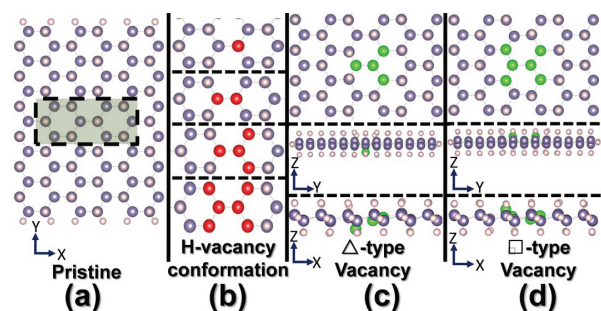 Y
X
Pristine
(a)
H-vacancy
conformation
(b)
Z
Y
Z
X
△-type
Vacancy
(c)
Z
Y
Z
X
□-type
Vacancy
(d)